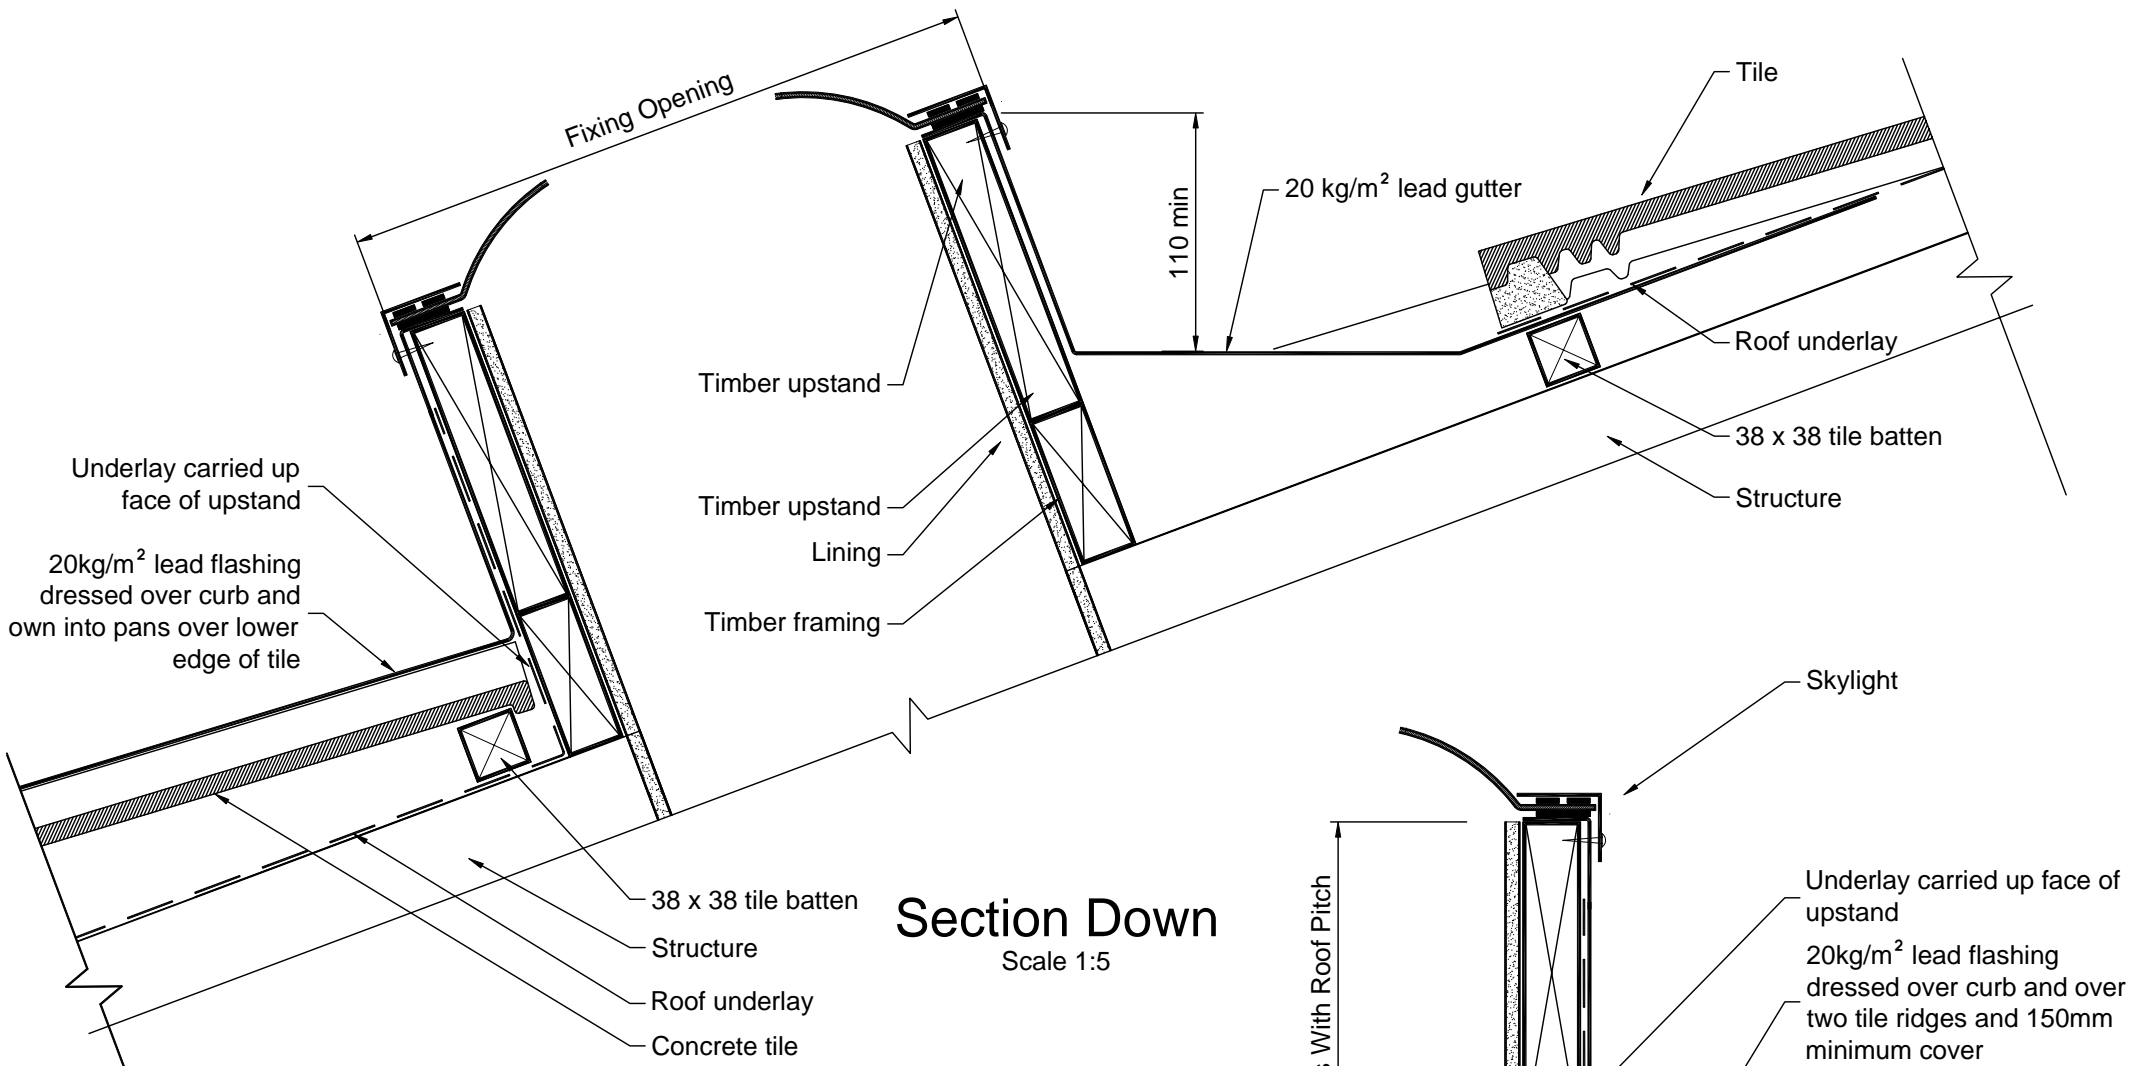 Fixing Opening
Tile
20 kg/m² lead gutter
110 min
Roof underlay
Timber upstand
38 x 38 tile batten
Underlay carried up
face of upstand
Timber upstand
Structure
Lining
20kg/m² lead flashing
dressed over curb and
own into pans over lower
edge of tile
Timber framing
Skylight
38 x 38 tile batten
Structure
Roof underlay
Concrete tile
Section Down
Scale 1:5
With Roof Pitch
Underlay carried up face of
upstand
20kg/m² lead flashing
dressed over curb and over
two tile ridges and 150mm
minimum cover